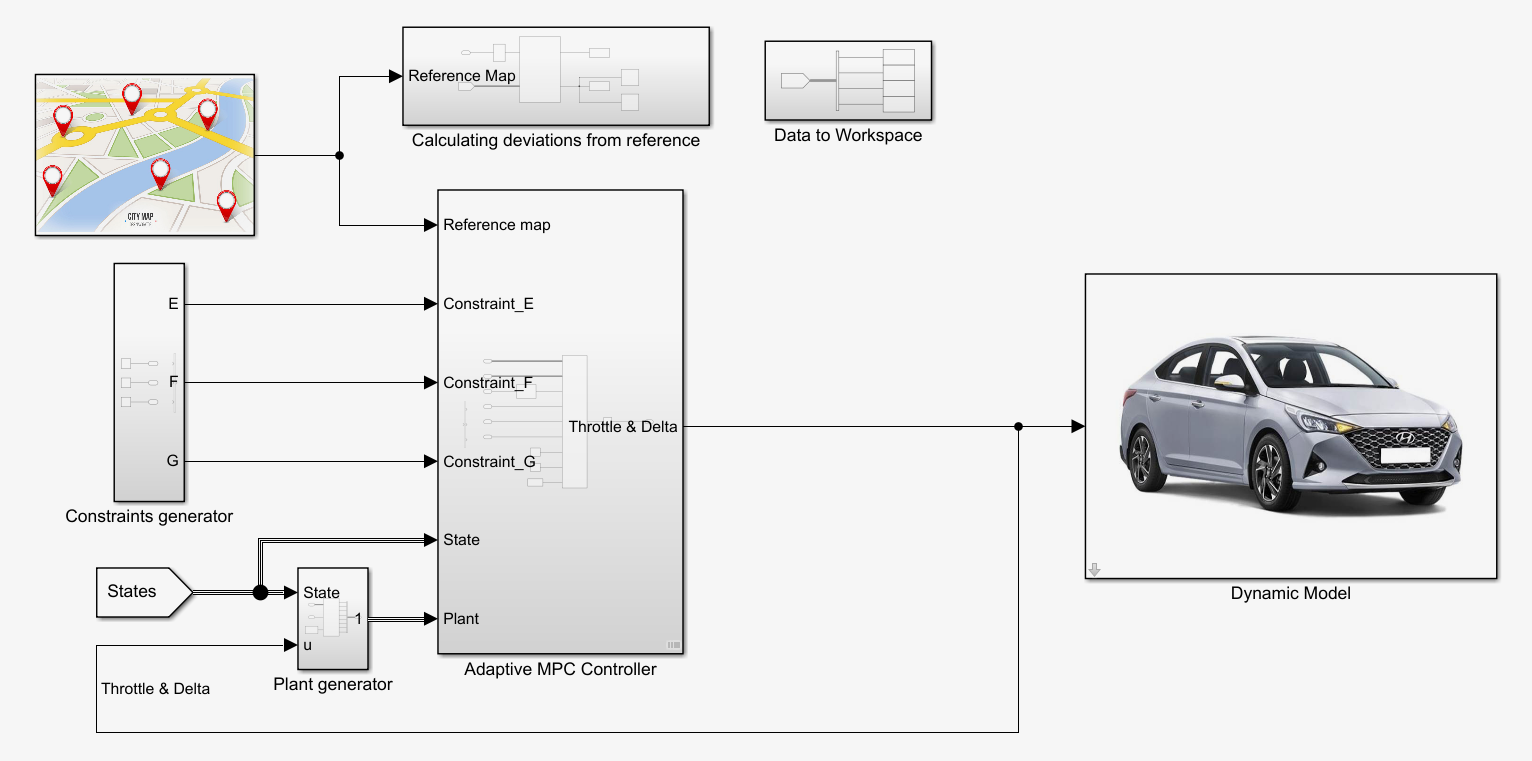 Reference Map
Calculating deviations from reference
Data to Workspace
CITY MAP
Reference map
E
Constraint_E
F
Constraint_F
Throttle & Delta
G
Constraint_G
Constraints generator
State
States
State
1
Plant
u
Adaptive MPC Controller
Plant generator
Throttle & Delta
Dynamic Model